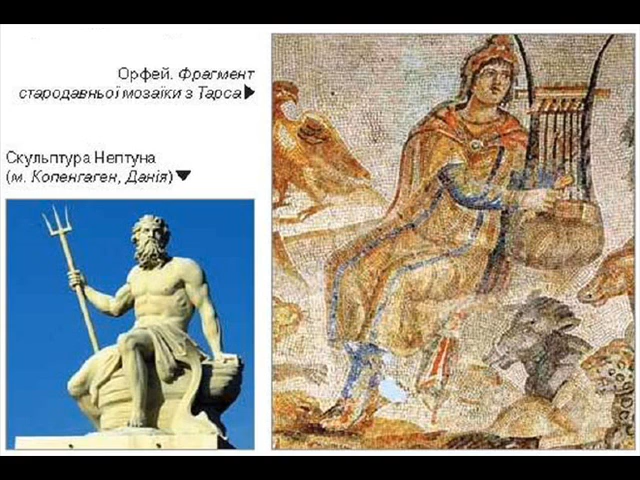 Орфей. Фрагмент
стародавньої мозаїки з Тарса
Скульптура Нептуна
(м. Копенгаген, Данія)